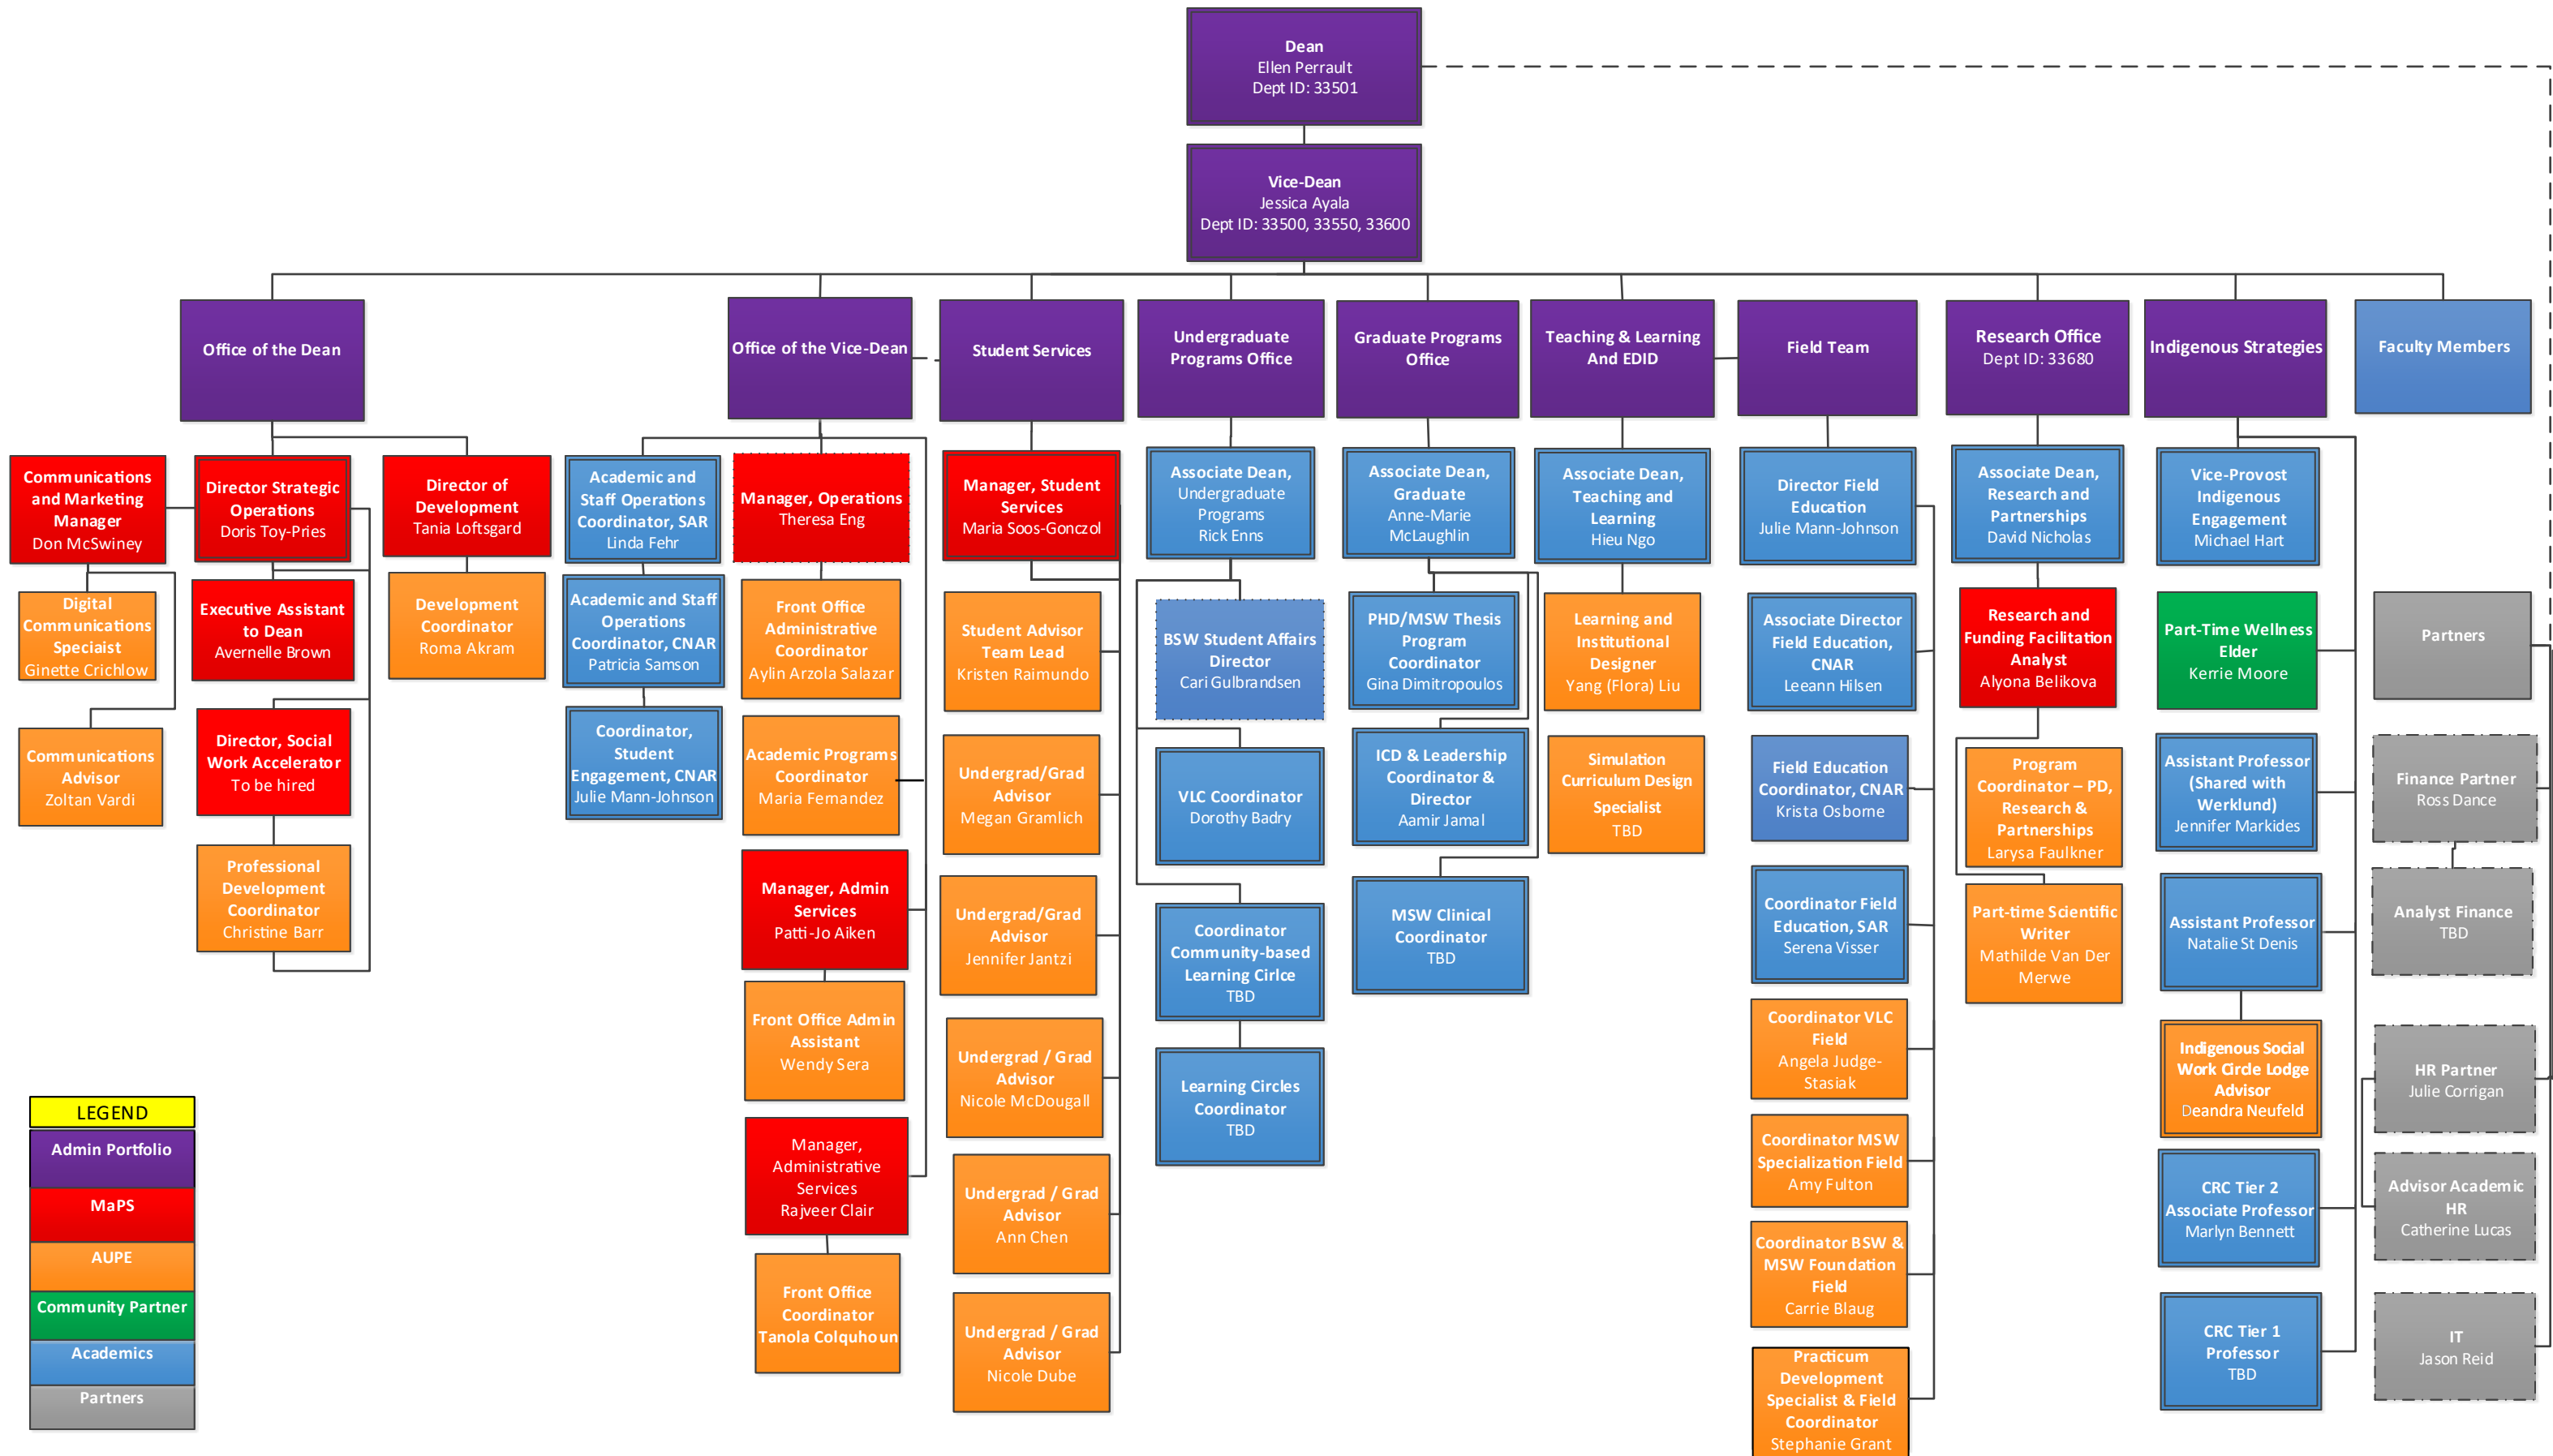 Dean
Ellen Perrault
Dept ID: 33501
Vice-Dean
Jessica Ayala
Dept ID: 33500, 33550, 33600
Office of the Dean
Office of the Vice-Dean
Student Services
Undergraduate
Programs Office
Graduate Programs
Office
Teaching & Learning
And EDID
Field Team
Research Office
Dept ID: 33680
Indigenous Strategies
Faculty Members
Communications
and Marketing
Manager
Don McSwiney
Digital
Communications
Speciaist
Ginette Crichlow
Communications
Advisor
Zoltan Vardi
Director Strategic
Operations
Doris Toy-Pries
Executive Assistant
to Dean
Avernelle Brown
Director, Social
Work Accelerator
To be hired
Professional
Development
Coordinator
Christine Barr
Director of
Development
Tania Loftsgard
Development
Coordinator
Roma Akram
Academic and
Staff Operations
Coordinator, SAR
Linda Fehr
Academic and Staff
Operations
Coordinator, CNAR
Patricia Samson
Coordinator,
Student
Engagement, CNAR
Julie Mann-Johnson
Manager, Operations
Theresa Eng
Front Office
Administrative
Coordinator
Aylin Arzola Salazar
Academic Programs
Coordinator
Maria Fernandez
Manager, Admin
Services
Patti-Jo Aiken
Front Office Admin
Assistant
Wendy Sera
Manager,
Administrative
Services
Rajveer Clair
Front Office
Coordinator
Tanola Colquhoun
Manager, Student
Services
Maria Soos-Gonczol
Student Advisor
Team Lead
Kristen Raimundo
Undergrad/Grad
Advisor
Megan Gramlich
Undergrad/Grad
Advisor
Jennifer Jantzi
Undergrad / Grad
Advisor
Nicole McDougall
Undergrad / Grad
Advisor
Ann Chen
Undergrad / Grad
Advisor
Nicole Dube
Associate Dean,
Undergraduate
Programs
Rick Enns
BSW Student Affairs
Director
Cari Gulbrandsen
VLC Coordinator
Dorothy Badry
Coordinator
Community-based
Learning Cirlce
TBD
Learning Circles
Coordinator
TBD
Associate Dean,
Graduate
Anne-Marie
McLaughlin
PHD/MSW Thesis
Program
Coordinator
Gina Dimitropoulos
ICD & Leadership
Coordinator &
Director
Aamir Jamal
MSW Clinical
Coordinator
TBD
Associate Dean,
Teaching and
Learning
Hieu Ngo
Learning and
Institutional
Designer
Yang (Flora) Liu
Simulation
Curriculum Design
Specialist
TBD
Director Field
Education
Julie Mann-Johnson
Associate Director
Field Education,
CNAR
Leeann Hilsen
Field Education
Coordinator, CNAR
Krista Osborne
Coordinator Field
Education, SAR
Serena Visser
Coordinator VLC
Field
Angela Judge-
Stasiak
Coordinator MSW
Specialization Field
Amy Fulton
Coordinator BSW &
MSW Foundation
Field
Carrie Blaug
Practicum
Development
Specialist & Field
Coordinator
Stephanie Grant
Associate Dean,
Research and
Partnerships
David Nicholas
Research and
Funding Facilitation
Analyst
Alyona Belikova
Program
Coordinator – PD,
Research &
Partnerships
Larysa Faulkner
Part-time Scientific
Writer
Mathilde Van Der
Merwe
Vice-Provost
Indigenous
Engagement
Michael Hart
Part-Time Wellness
Elder
Kerrie Moore
Assistant Professor
(Shared with
Werklund)
Jennifer Markides
Assistant Professor
Natalie St Denis
Indigenous Social
Work Circle Lodge
Advisor
Deandra Neufeld
CRC Tier 2
Associate Professor
Marlyn Bennett
CRC Tier 1
Professor
TBD
Partners
Finance Partner
Ross Dance
Analyst Finance
TBD
HR Partner
Julie Corrigan
Advisor Academic
HR
Catherine Lucas
IT
Jason Reid
LEGEND
Admin Portfolio
MaPS
AUPE
Community Partner
Academics
Partners